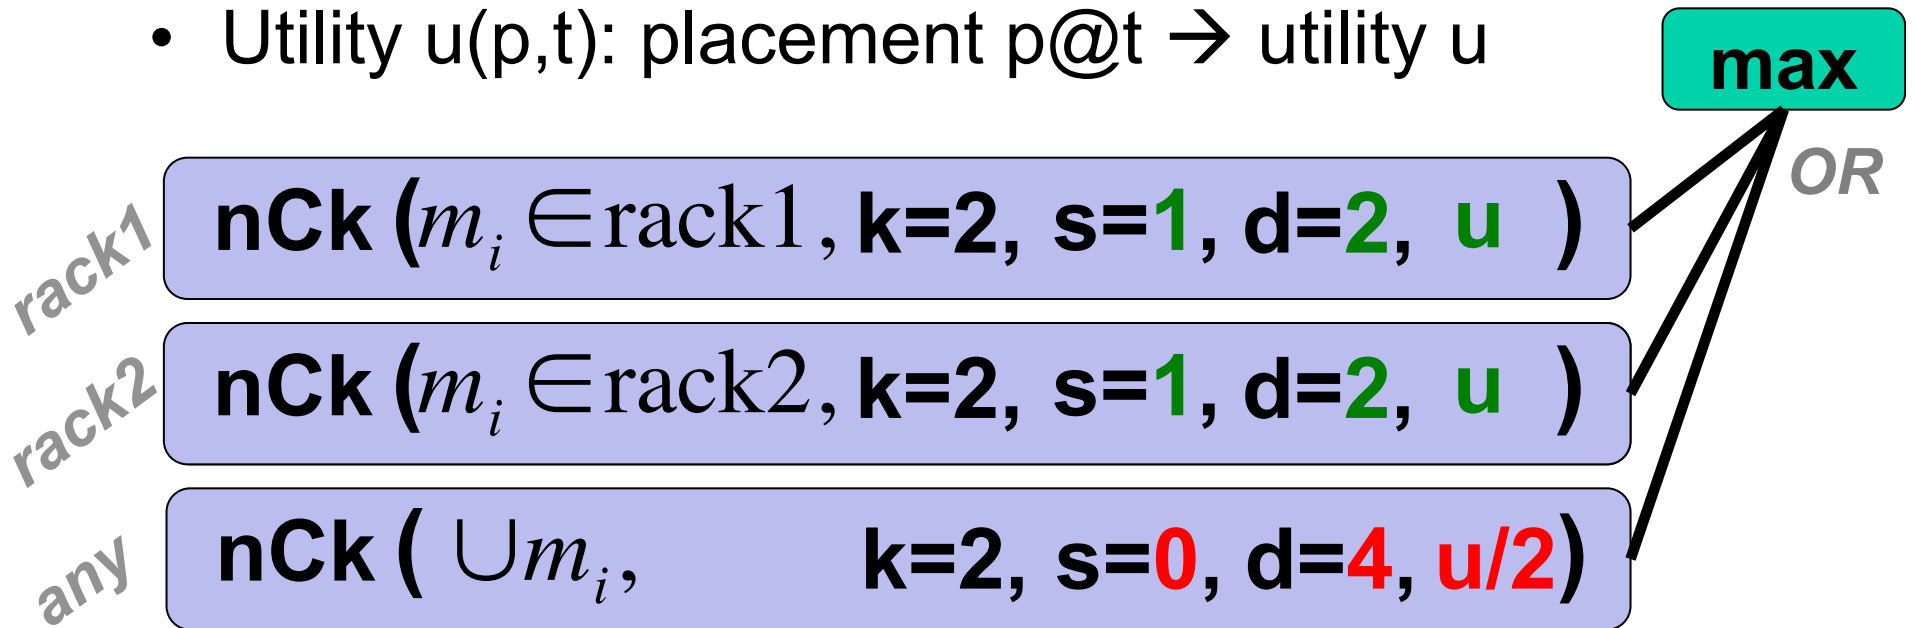 • Utility u(p,t): placement p@t → utility u
max
OR
rack1
nCk (mᵢ ∈ rack1, k=2, s=1, d=2, u )
rack2
nCk (mᵢ ∈ rack2, k=2, s=1, d=2, u )
any
nCk ( ∪mᵢ, k=2, s=0, d=4, u/2)